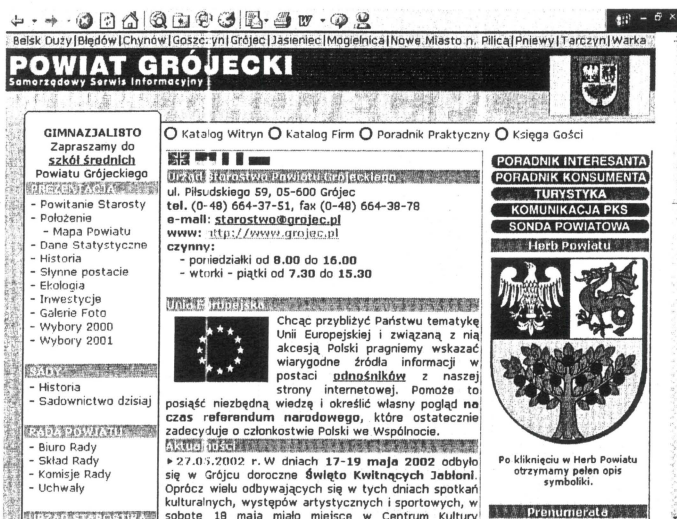 Belsk Duży|Błędów|Chynów|Goszczyn|Grójec|Jasieniec|Mogielnica|Nowe Miasto n. Pilicą|Pniewy|Tarczyn|Warka
POWIAT GRÓJECKI
Samorządowy Serwis Informacyjny
GIMNAZJALISTO
Zapraszamy do
szkół średnich
Powiatu Grójeckiego
PREZENTACJA
- Powitanie Starosty
- Położenie
- Mapa Powiatu
- Dane Statystyczne
- Historia
- Słynne postacie
- Ekologia
- Inwestycje
- Galerie Foto
- Wybory 2000
- Wybory 2001
SADY
- Historia
- Sadownictwo dzisiaj
RADA POWIATU
- Biuro Rady
- Skład Rady
- Komisje Rady
- Uchwały
URZĄD STAROSTWA
Katalog Witryn Katalog Firm Poradnik Praktyczny Księga Gości
Urząd Starostwa Powiatu Grójeckiego
ul. Piłsudskiego 59, 05-600 Grójec
tel. (0-48) 664-37-51, fax (0-48) 664-38-78
e-mail: starostwo@grojec.pl
www: http://www.grojec.pl
czynny:
- poniedziałki od 8.00 do 16.00
- wtorki - piątki od 7.30 do 15.30
Unia Europejska
Chcąc przybliżyć Państwu tematykę
Unii Europejskiej i związaną z nią
akcesją Polski pragniemy wskazać
wiarygodne źródła informacji w
postaci odnośników z naszej
strony internetowej. Pomoże to
posiąść niezbędną wiedzę i określić własny pogląd na
czas referendum narodowego, które ostatecznie
zadecyduje o członkostwie Polski we Wspólnocie.
Aktualności
27.05.2002 r. W dniach 17-19 maja 2002 odbyło
się w Grójcu doroczne Święto Kwitnących Jabłoni.
Oprócz wielu odbywających się w tych dniach spotkań
kulturalnych, występów artystycznych i sportowych, w
sobotę 18 maja miało miejsce w Centrum Kultury
PORADNIK INTERESANTA
PORADNIK KONSUMENTA
TURYSTYKA
KOMUNIKACJA PKS
SONDA POWIATOWA
Herb Powiatu
Po kliknięciu w Herb Powiatu
otrzymamy pełen opis
symboliki.
Prenumerata